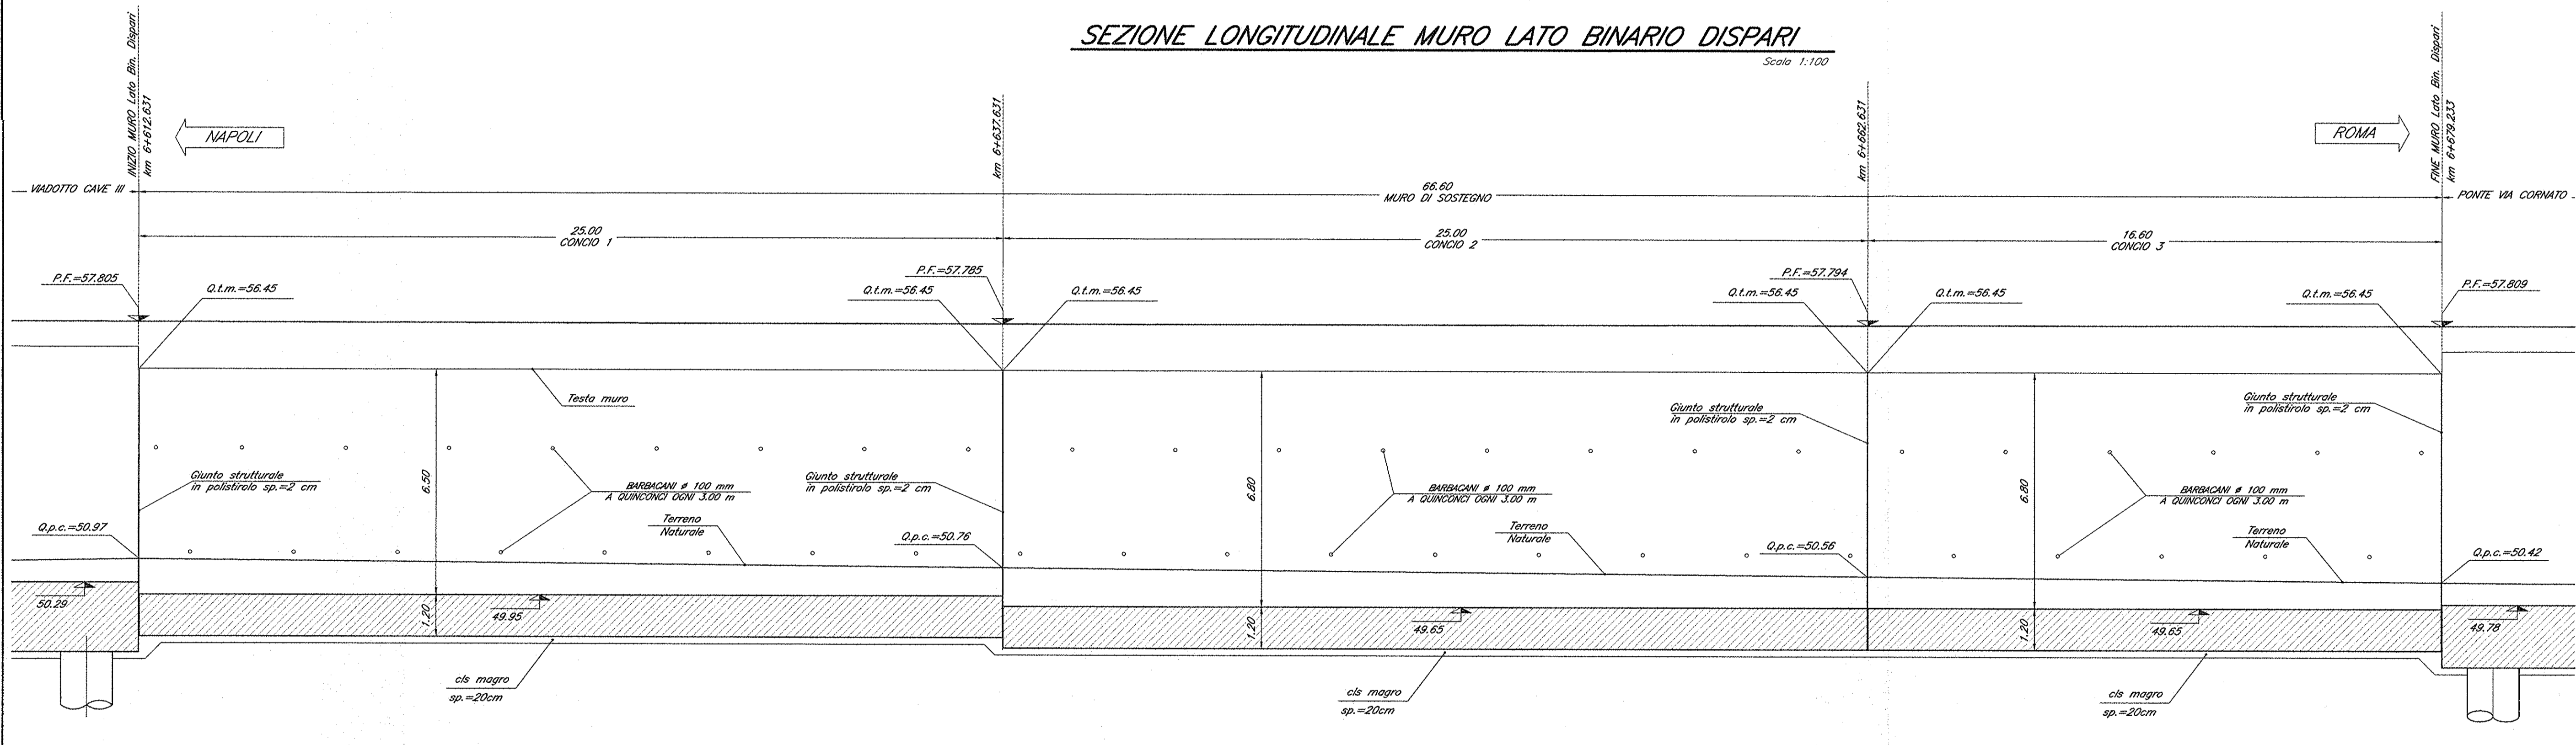 SEZIONE LONGITUDINALE MURO LATO BINARIO DISPARI
Scala 1:100
INIZIO MURO Lato Bin. Dispari
km 6+612.631
NAPOLI
km 6+637.631
km 6+662.631
ROMA
FINE MURO Lato Bin. Dispari
km 6+679.233
VIADOTTO CAVE III
66.60
MURO DI SOSTEGNO
PONTE VIA CORNATO
25.00
CONCIO 1
25.00
CONCIO 2
16.60
CONCIO 3
P.F.=57.805
Q.t.m.=56.45
Q.t.m.=56.45
P.F.=57.785
Q.t.m.=56.45
Q.t.m.=56.45
P.F.=57.794
Q.t.m.=56.45
Q.t.m.=56.45
P.F.=57.809
Testa muro
Giunto strutturale
in polistirolo sp.=2 cm
Giunto strutturale
in polistirolo sp.=2 cm
Giunto strutturale
in polistirolo sp.=2 cm
Giunto strutturale
in polistirolo sp.=2 cm
6.50
BARBACANI ø 100 mm
A QUINCONCI OGNI 3.00 m
6.80
BARBACANI ø 100 mm
A QUINCONCI OGNI 3.00 m
6.80
BARBACANI ø 100 mm
A QUINCONCI OGNI 3.00 m
Q.p.c.=50.97
Terreno
Naturale
Q.p.c.=50.76
Terreno
Naturale
Q.p.c.=50.56
Terreno
Naturale
Q.p.c.=50.42
50.29
1.20
49.95
1.20
49.65
1.20
49.65
49.78
cls magro
sp.=20cm
cls magro
sp.=20cm
cls magro
sp.=20cm